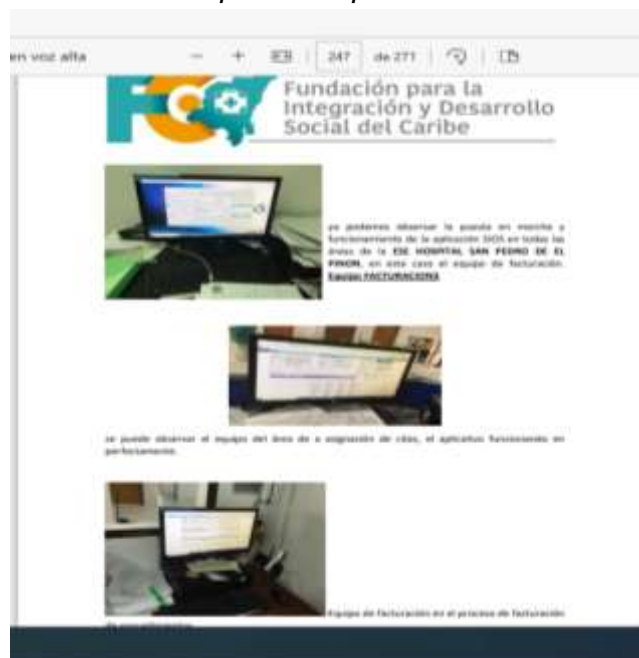 en voz alta
247 de 271
Fundación para la
Integración y Desarrollo
Social del Caribe
ya podemos observar la puesta en marcha y
funcionamiento de la aplicación SIOS en todas las
áreas de la ESE HOSPITAL SAN PEDRO DE EL
PIÑON, en este caso el equipo de facturación.
Equipo FACTURACION3
se puede observar el equipo del área de a asignación de citas, el aplicativo funcionando en
perfectamente.
Equipo de facturación en el proceso de facturación